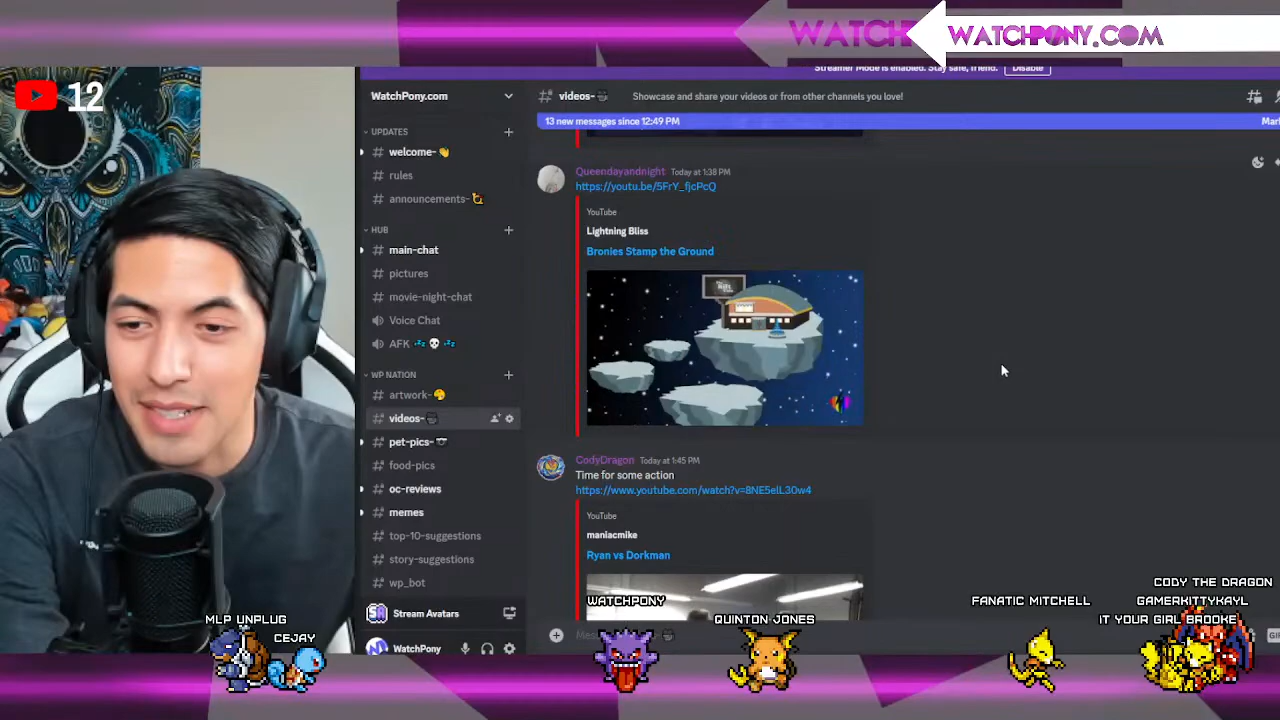 WATCH WATCHPONY.COM
12
Streamer Mode is enabled. Stay safe, friend. Disable
WatchPony.com
UPDATES
welcome-
rules
announcements-
HUB
main-chat
pictures
movie-night-chat
Voice Chat
AFK
WP NATION
artwork-
videos-
pet-pics-
food-pics
oc-reviews
memes
top-10-suggestions
story-suggestions
wp_bot
Stream Avatars
WatchPony
videos- Showcase and share your videos or from other channels you love!
13 new messages since 12:49 PM
Queendayandnight Today at 1:38 PM
https://youtu.be/5FrY_fjcPcQ
YouTube
Lightning Bliss
Bronies Stamp the Ground
CodyDragon Today at 1:45 PM
Time for some action
https://www.youtube.com/watch?v=8NE5elL3Ow4
YouTube
maniacmike
Ryan vs Dorkman
MLP UNPLUG
CEJAY
WATCHPONY
QUINTON JONES
FANATIC MITCHELL
CODY THE DRAGON
GAMERKITTYKAYL
IT YOUR GIRL BROOKE